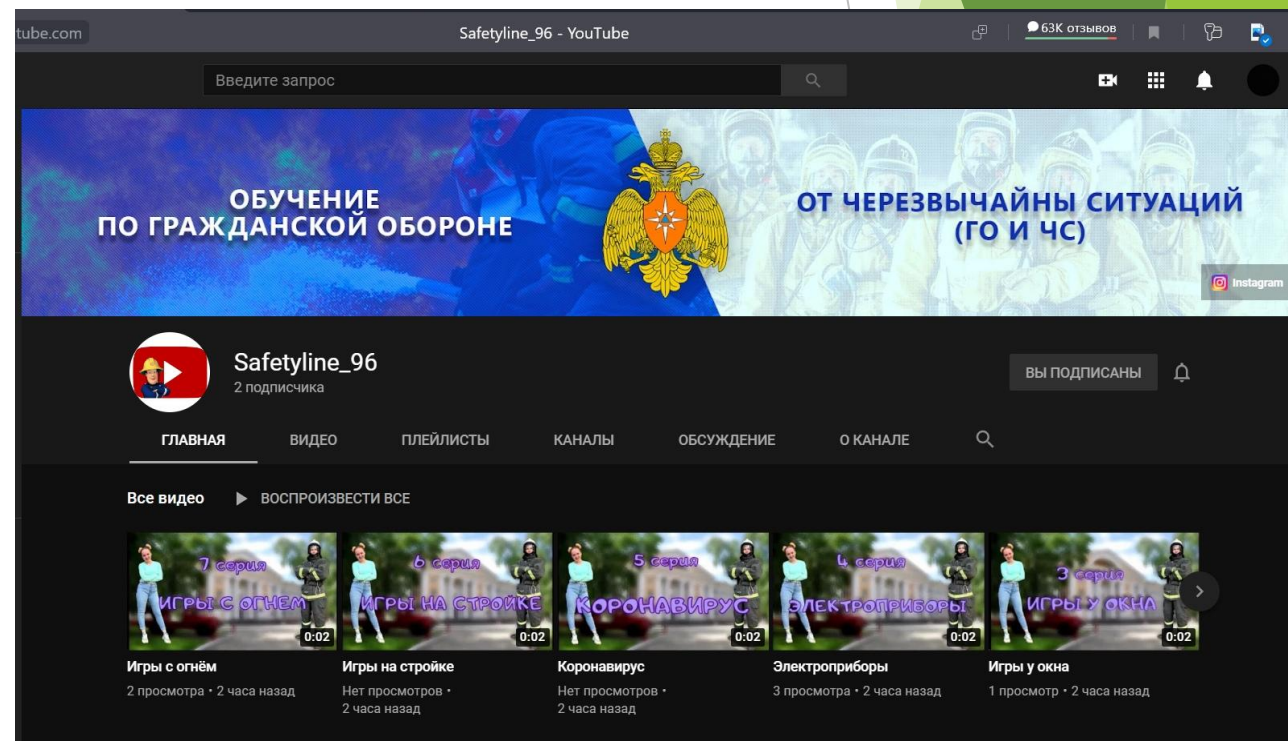 tube.com
Safetyline_96 - YouTube
63K отзывов
Введите запрос
ОБУЧЕНИЕ
ПО ГРАЖДАНСКОЙ ОБОРОНЕ
ОТ ЧЕРЕЗВЫЧАЙНЫ СИТУАЦИЙ
(ГО И ЧС)
Instagram
Safetyline_96
2 подписчика
ВЫ ПОДПИСАНЫ
ГЛАВНАЯ ВИДЕО ПЛЕЙЛИСТЫ КАНАЛЫ ОБСУЖДЕНИЕ О КАНАЛЕ
Все видео ВОСПРОИЗВЕСТИ ВСЕ
7 серия
ИГРЫ С ОГНЕМ
0:02
6 серия
ИГРЫ НА СТРОЙКЕ
0:02
5 серия
КОРОНАВИРУС
0:02
4 серия
ЭЛЕКТРОПРИБОРЫ
0:02
3 серия
ИГРЫ У ОКНА
0:02
Игры с огнём
2 просмотра • 2 часа назад
Игры на стройке
Нет просмотров •
2 часа назад
Коронавирус
Нет просмотров •
2 часа назад
Электроприборы
3 просмотра • 2 часа назад
Игры у окна
1 просмотр • 2 часа назад